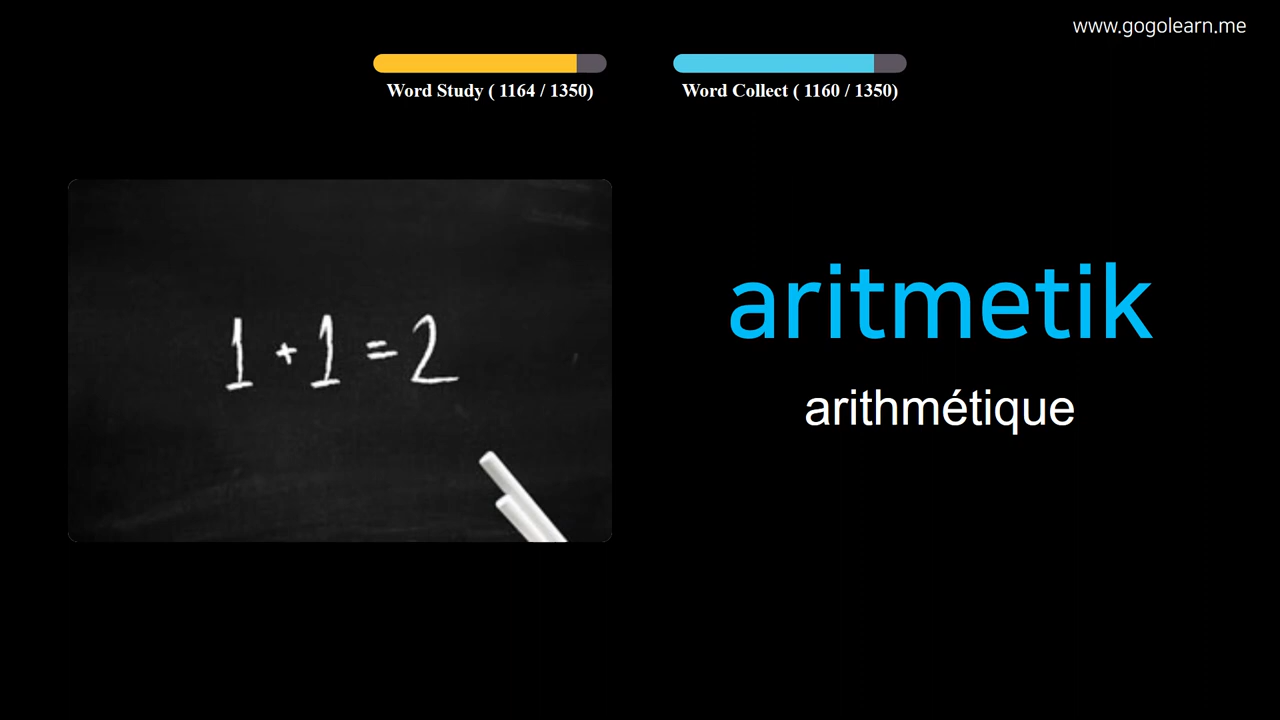 www.gogolearn.me
Word Study ( 1164 / 1350)
Word Collect ( 1160 / 1350)
1 + 1 = 2
aritmetik
arithmétique